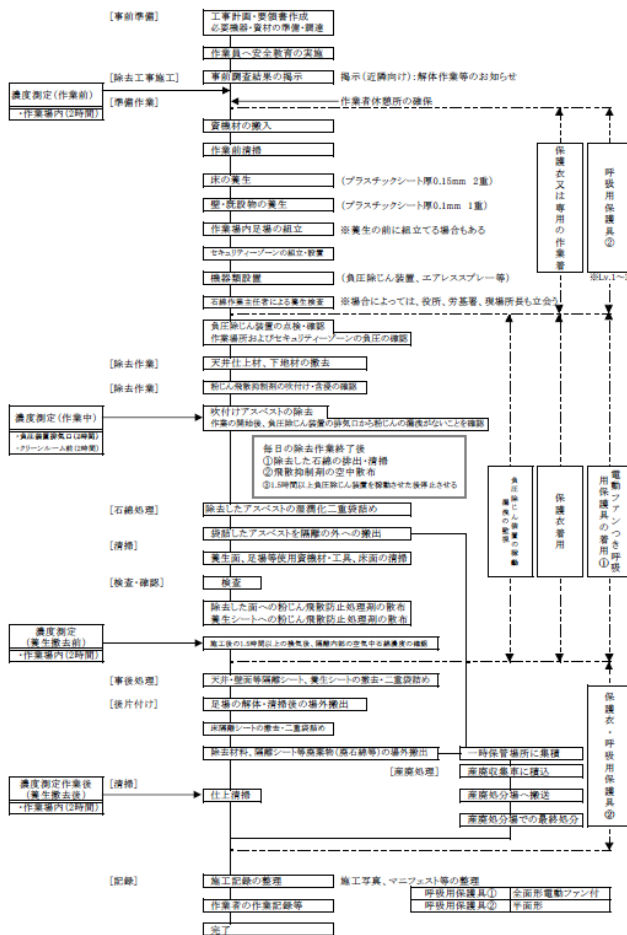 [事前準備]
工事計画・要領書作成
必要機器・資材の準備・調達
作業員へ安全教育の実施
[除去工事施工]
事前調査結果の掲示
掲示(近隣向け):解体作業等のお知らせ
濃度測定(作業前)
・作業場内(2時間)
[準備作業]
作業者休憩所の確保
資機材の搬入
作業前清掃
床の養生
(プラスチックシート厚0.15mm 2重)
壁・既設物の養生
(プラスチックシート厚0.1mm 1重)
作業場内足場の組立
※養生の前に組立てる場合もある
セキュリティーゾーンの組立・設置
機器類設置
(負圧除じん装置、エアレススプレー等)
石綿作業主任者による養生検査
※場合によっては、役所、労基署、現場所長も立会う
保護衣又は専用の作業着
呼吸用保護具②
※Lv.1～3
負圧除じん装置の点検・確認
作業場所およびセキュリティーゾーンの負圧の確認
[除去作業]
天井仕上材、下地材の撤去
[除去作業]
粉じん飛散抑制剤の吹付け・含浸の確認
濃度測定(作業中)
・負圧装置排気口(2時間)
・クリーンルーム前(2時間)
吹付けアスベストの除去
作業の開始後、負圧除じん装置の排気口から粉じんの漏洩がないことを確認
毎日の除去作業終了後
①除去した石綿の排出・清掃
②飛散抑制剤の空中散布
③1.5時間以上負圧除じん装置を稼動させた後停止させる
負圧除じん装置の稼動
保護衣着用
電動ファンつき呼吸用保護具の着用①
[石綿処理]
除去したアスベストの湿潤化二重袋詰め
袋詰したアスベストを隔離の外への搬出
[清掃]
養生面、足場等使用資機材・工具、床面の清掃
[検査・確認]
検査
除去した面への粉じん飛散防止処理剤の散布
養生シートへの粉じん飛散防止処理剤の散布
濃度測定
(養生撤去前)
・作業場内(2時間)
施工後の1.5時間以上の換気後、隔離内部の空気中石綿濃度の確認
[事後処理]
天井・壁面等隔離シート、養生シートの撤去・二重袋詰め
[後片付け]
足場の解体・清掃後の場外搬出
床隔離シートの撤去・二重袋詰め
除去材料、隔離シート等廃棄物(廃石綿等)の場外搬出
一時保管場所に集積
[産廃処理]
産廃収集車に積込
産廃処分場へ搬送
産廃処分場での最終処分
保護衣・呼吸用保護具②
濃度測定作業後
(養生撤去後)
・作業場内(2時間)
[清掃]
仕上清掃
[記録]
施工記録の整理
施工写真、マニフェスト等の整理
呼吸用保護具① 全面形電動ファン付
呼吸用保護具② 半面形
作業者の作業記録等
完了